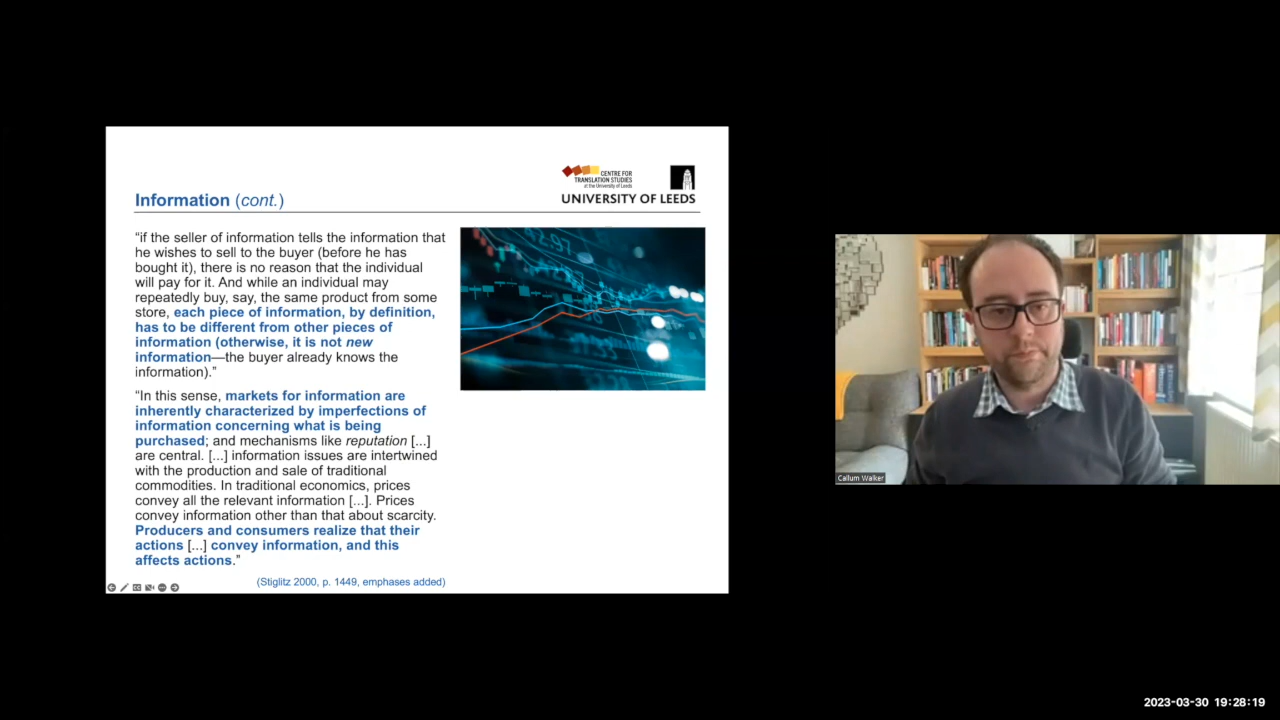 CENTRE FOR
TRANSLATION STUDIES
at the University of Leeds
UNIVERSITY OF LEEDS
Information (cont.)
“if the seller of information tells the information that
he wishes to sell to the buyer (before he has
bought it), there is no reason that the individual
will pay for it. And while an individual may
repeatedly buy, say, the same product from some
store, each piece of information, by definition,
has to be different from other pieces of
information (otherwise, it is not new
information—the buyer already knows the
information).”
“In this sense, markets for information are
inherently characterized by imperfections of
information concerning what is being
purchased; and mechanisms like reputation [...]
are central. [...] information issues are intertwined
with the production and sale of traditional
commodities. In traditional economics, prices
convey all the relevant information [...]. Prices
convey information other than that about scarcity.
Producers and consumers realize that their
actions [...] convey information, and this
affects actions.”
(Stiglitz 2000, p. 1449, emphases added)
Callum Walker
2023-03-30 19:28:19